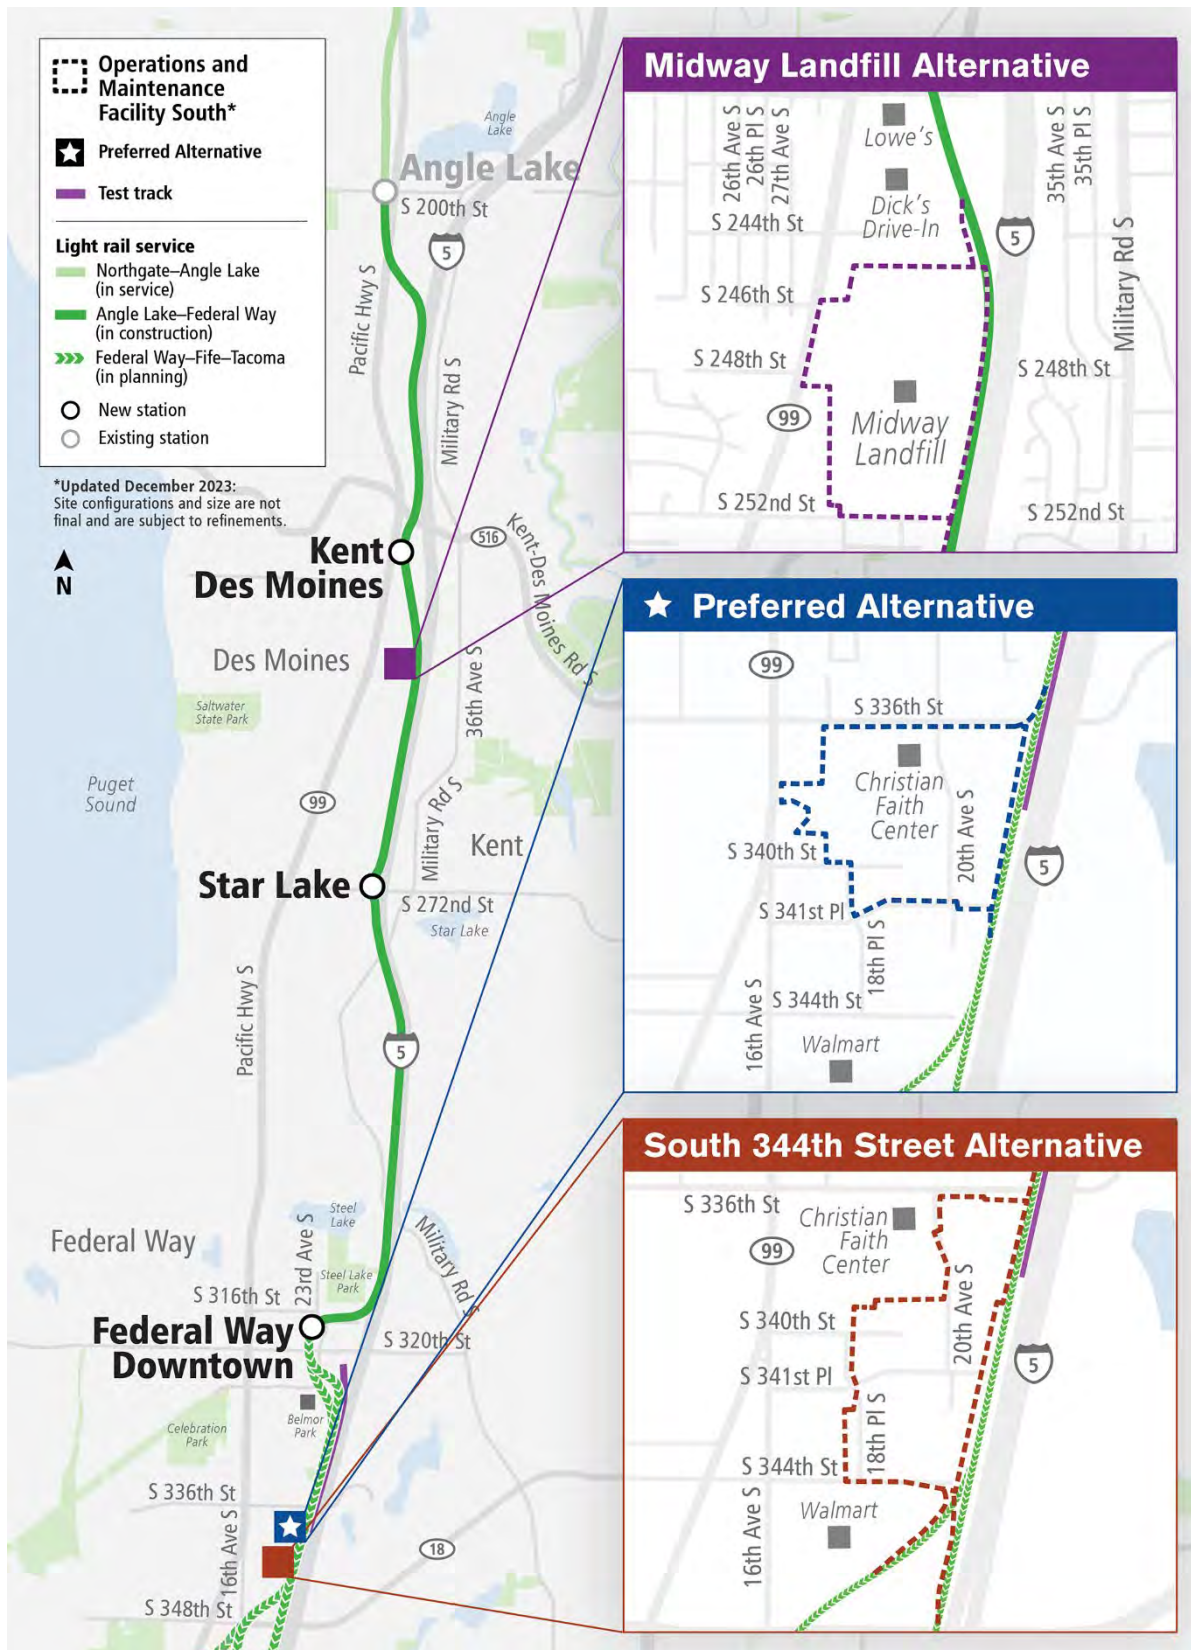 Operations and
Maintenance
Facility South*
Preferred Alternative
Test track
Light rail service
Northgate–Angle Lake
(in service)
Angle Lake–Federal Way
(in construction)
Federal Way–Fife–Tacoma
(in planning)
New station
Existing station
*Updated December 2023:
Site configurations and size are not
final and are subject to refinements.
N
Angle
Lake
Angle Lake
S 200th St
5
Pacific Hwy S
Military Rd S
516
Kent-Des Moines Rd S
Kent
Des Moines
Des Moines
36th Ave S
Saltwater
State Park
Puget
Sound
99
Military Rd S
Kent
Star Lake
S 272nd St
Star Lake
Pacific Hwy S
5
Steel
Lake
Federal Way
23rd Ave S
Steel Lake
Park
Military Rd S
S 316th St
Federal Way
Downtown
S 320th St
Belmor
Park
Celebration
Park
S 336th St
16th Ave S
18
S 348th St
Midway Landfill Alternative
26th Ave S
26th Pl S
27th Ave S
Lowe's
35th Ave S
35th Pl S
Dick's
Drive-In
S 244th St
5
Military Rd S
S 246th St
S 248th St
S 248th St
99
Midway
Landfill
S 252nd St
S 252nd St
Preferred Alternative
99
S 336th St
Christian
Faith
Center
20th Ave S
S 340th St
5
S 341st Pl
18th Pl S
16th Ave S
S 344th St
Walmart
South 344th Street Alternative
S 336th St
Christian
Faith
Center
99
20th Ave S
S 340th St
5
S 341st Pl
18th Pl S
S 344th St
16th Ave S
Walmart